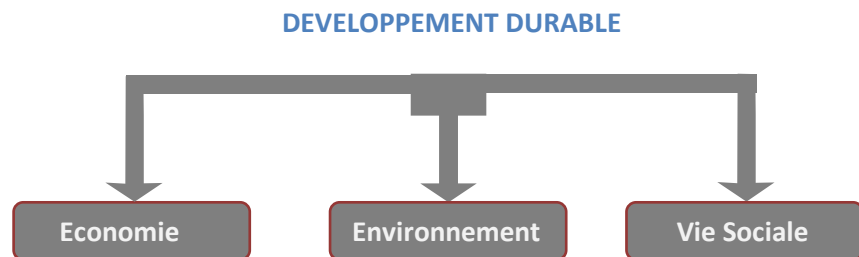 DEVELOPPEMENT DURABLE
Economie
Environnement
Vie Sociale